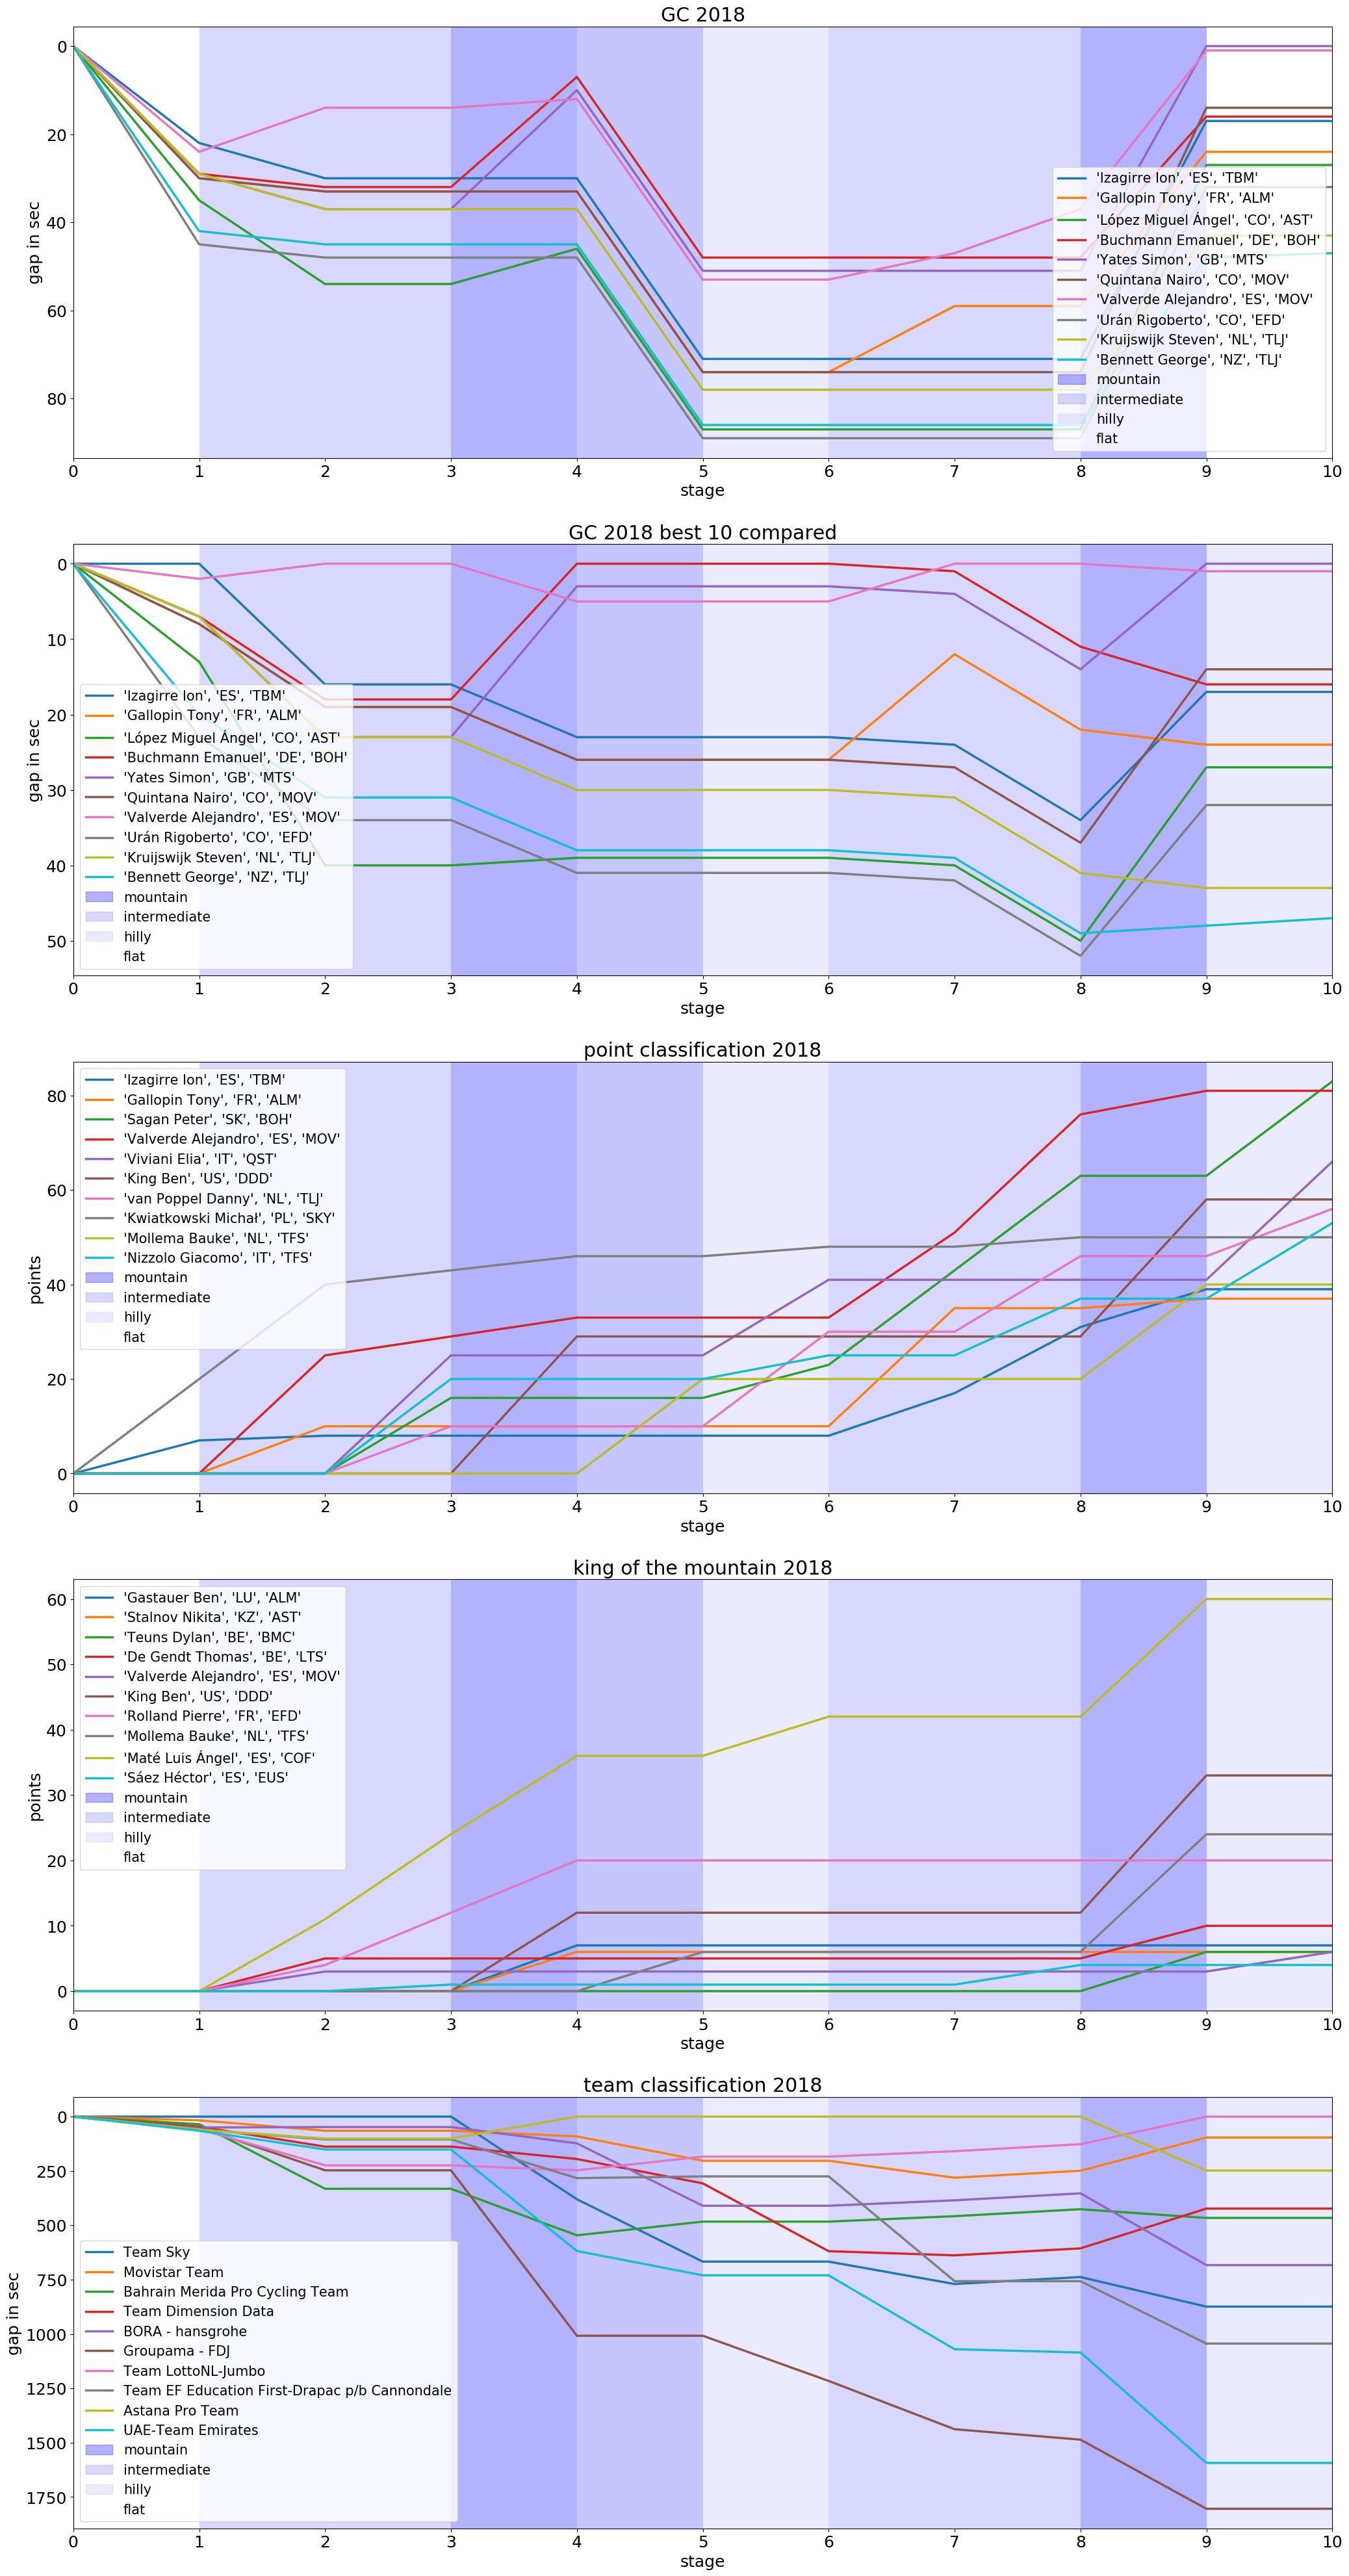 GC 2018
0
20
40
60
80
gap in sec
'Izagirre Ion', 'ES', 'TBM'
'Gallopin Tony', 'FR', 'ALM'
'López Miguel Ángel', 'CO', 'AST'
'Buchmann Emanuel', 'DE', 'BOH'
'Yates Simon', 'GB', 'MTS'
'Quintana Nairo', 'CO', 'MOV'
'Valverde Alejandro', 'ES', 'MOV'
'Urán Rigoberto', 'CO', 'EFD'
'Kruijswijk Steven', 'NL', 'TLJ'
'Bennett George', 'NZ', 'TLJ'
mountain
intermediate
hilly
flat
0 1 2 3 4 5 6 7 8 9 10
stage
GC 2018 best 10 compared
0
10
20
30
40
50
gap in sec
'Izagirre Ion', 'ES', 'TBM'
'Gallopin Tony', 'FR', 'ALM'
'López Miguel Ángel', 'CO', 'AST'
'Buchmann Emanuel', 'DE', 'BOH'
'Yates Simon', 'GB', 'MTS'
'Quintana Nairo', 'CO', 'MOV'
'Valverde Alejandro', 'ES', 'MOV'
'Urán Rigoberto', 'CO', 'EFD'
'Kruijswijk Steven', 'NL', 'TLJ'
'Bennett George', 'NZ', 'TLJ'
mountain
intermediate
hilly
flat
0 1 2 3 4 5 6 7 8 9 10
stage
point classification 2018
80
60
40
20
0
points
'Izagirre Ion', 'ES', 'TBM'
'Gallopin Tony', 'FR', 'ALM'
'Sagan Peter', 'SK', 'BOH'
'Valverde Alejandro', 'ES', 'MOV'
'Viviani Elia', 'IT', 'QST'
'King Ben', 'US', 'DDD'
'van Poppel Danny', 'NL', 'TLJ'
'Kwiatkowski Michał', 'PL', 'SKY'
'Mollema Bauke', 'NL', 'TFS'
'Nizzolo Giacomo', 'IT', 'TFS'
mountain
intermediate
hilly
flat
0 1 2 3 4 5 6 7 8 9 10
stage
king of the mountain 2018
60
50
40
30
20
10
0
points
'Gastauer Ben', 'LU', 'ALM'
'Stalnov Nikita', 'KZ', 'AST'
'Teuns Dylan', 'BE', 'BMC'
'De Gendt Thomas', 'BE', 'LTS'
'Valverde Alejandro', 'ES', 'MOV'
'King Ben', 'US', 'DDD'
'Rolland Pierre', 'FR', 'EFD'
'Mollema Bauke', 'NL', 'TFS'
'Maté Luis Ángel', 'ES', 'COF'
'Sáez Héctor', 'ES', 'EUS'
mountain
intermediate
hilly
flat
0 1 2 3 4 5 6 7 8 9 10
stage
team classification 2018
0
250
500
750
1000
1250
1500
1750
gap in sec
Team Sky
Movistar Team
Bahrain Merida Pro Cycling Team
Team Dimension Data
BORA - hansgrohe
Groupama - FDJ
Team LottoNL-Jumbo
Team EF Education First-Drapac p/b Cannondale
Astana Pro Team
UAE-Team Emirates
mountain
intermediate
hilly
flat
0 1 2 3 4 5 6 7 8 9 10
stage